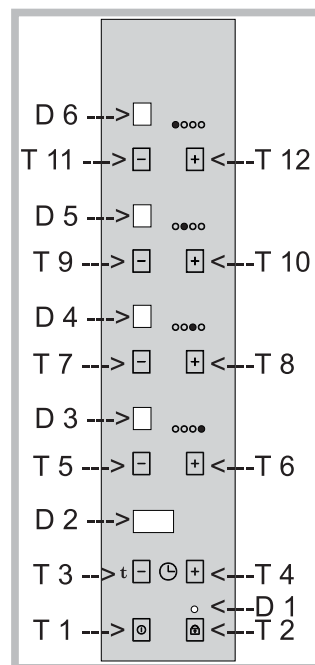 D 6
T 11 - + T 12
D 5
T 9 - + T 10
D 4
T 7 - + T 8
D 3
T 5 - + T 6
D 2
T 3 t - + T 4
D 1
T 1 T 2